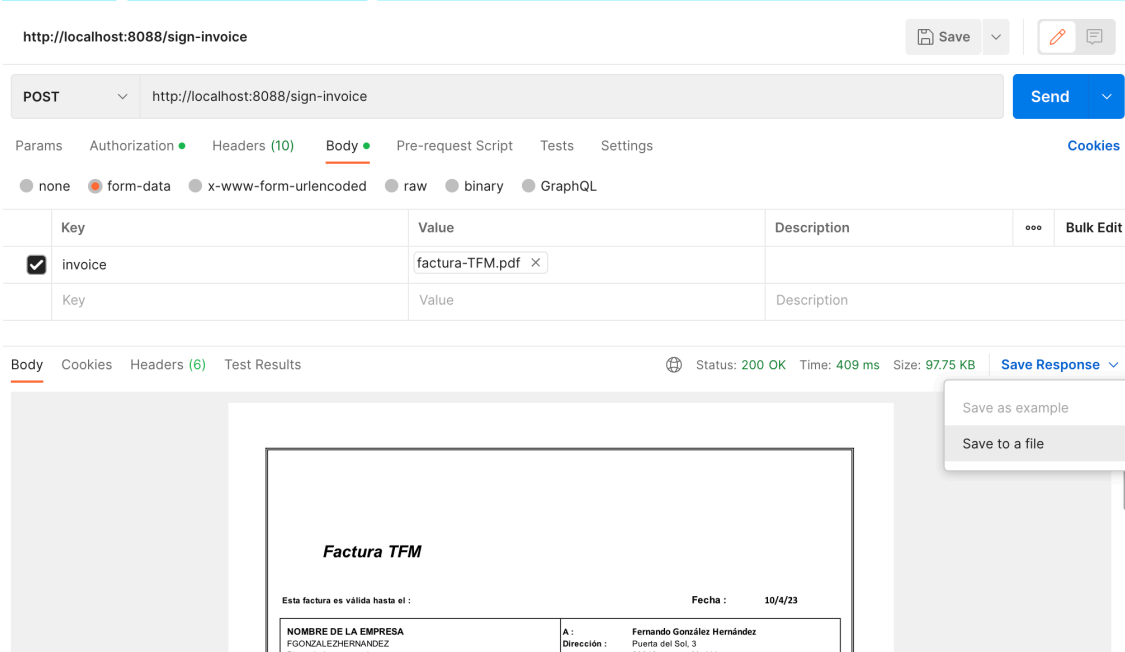 http://localhost:8088/sign-invoice Save
POST http://localhost:8088/sign-invoice Send
Params Authorization Headers (10) Body Pre-request Script Tests Settings Cookies
none form-data x-www-form-urlencoded raw binary GraphQL
Key Value Description Bulk Edit
invoice factura-TFM.pdf
Key Value Description
Body Cookies Headers (6) Test Results Status: 200 OK Time: 409 ms Size: 97.75 KB Save Response
Save as example
Save to a file
Factura TFM
Esta factura es válida hasta el : Fecha : 10/4/23
NOMBRE DE LA EMPRESA A : Fernando González Hernández
FGONZALEZHERNANDEZ Dirección : Puerta del Sol, 3